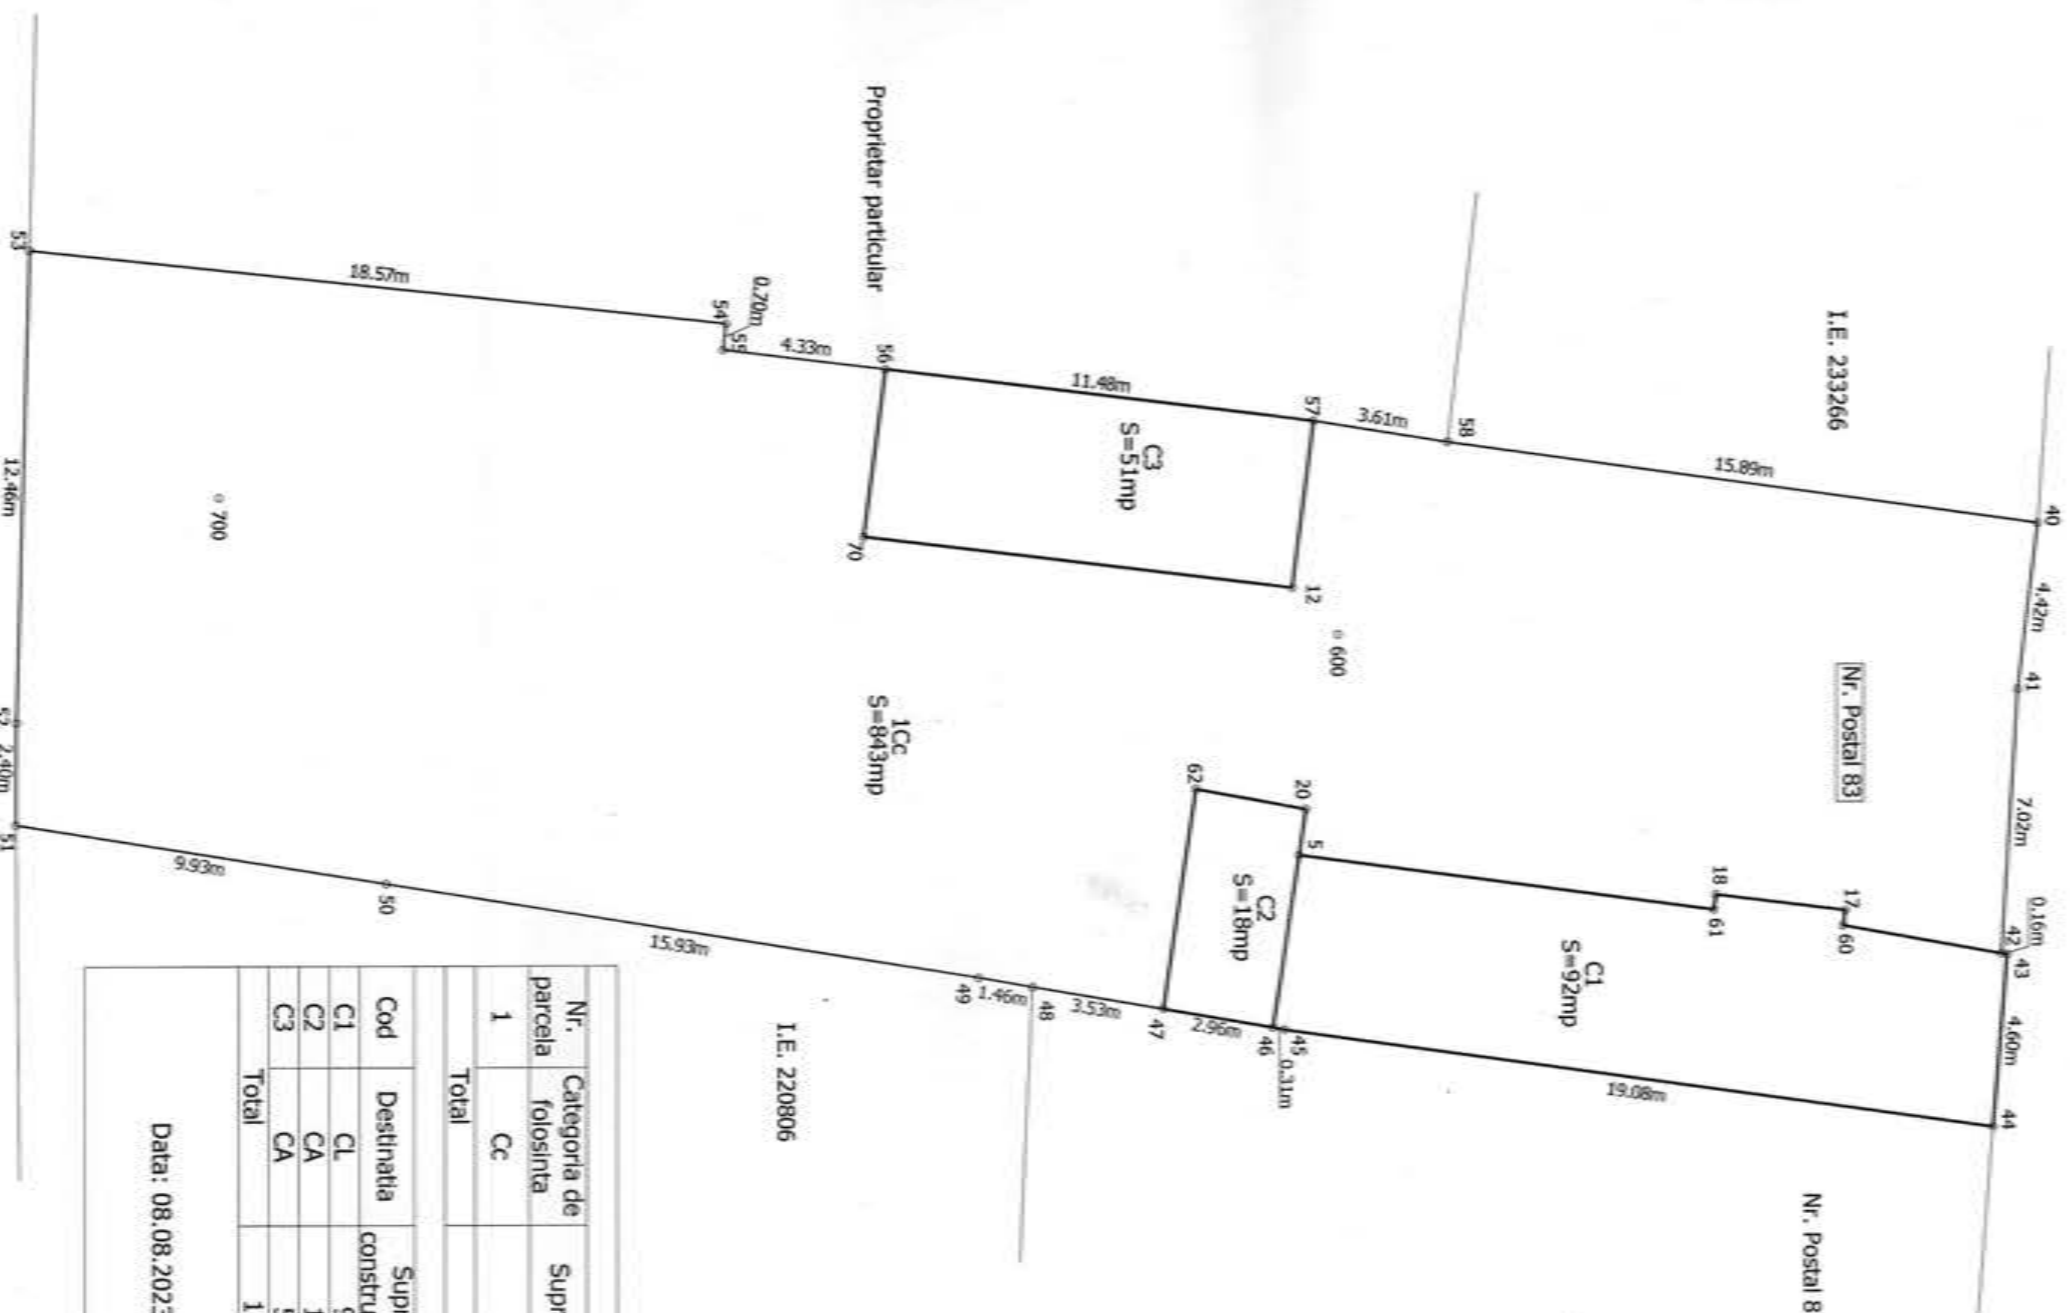 I.E. 233266
Proprietar particular
Nr. Postal 83
Nr. Postal 8
I.E. 220806
40
4.42m
41
7.02m
0.16m
42
43
4.60m
44
15.89m
58
3.61m
57
11.48m
56
4.33m
55
0.70m
54
18.57m
53
12.46m
52
2.40m
51
9.93m
50
15.93m
49
1.46m
48
3.53m
47
2.96m
46
45
0.31m
19.08m
17
60
18
61
5
20
62
12
70
600
700
C1
S=92mp
C2
S=18mp
C3
S=51mp
1Cc
S=843mp
Nr. parcela
Categoria de folosinta
Supr
1
Cc
Total
Cod
Destinatia
Supr
constru
C1
CL
C2
CA
1
C3
CA
5
Total
1
Data: 08.08.2023